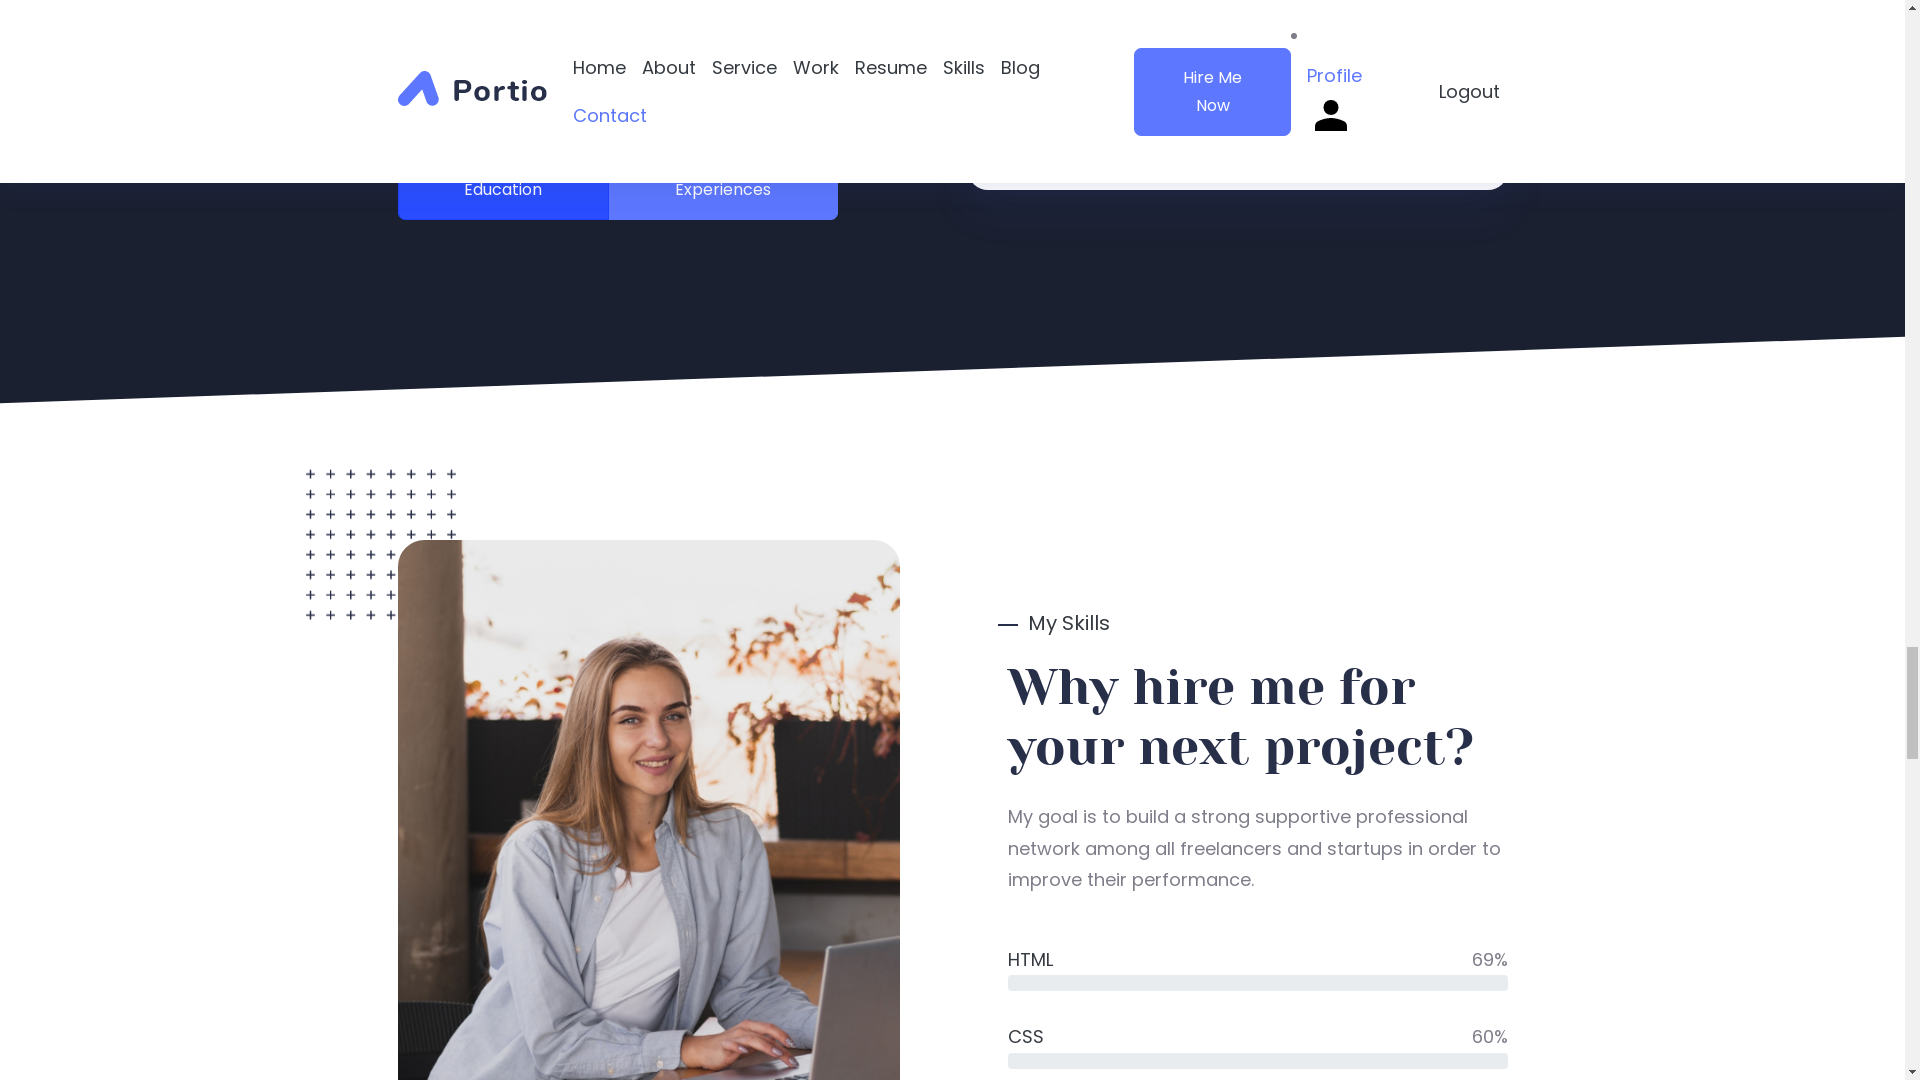 Portio
Home About Service Work Resume Skills Blog
Contact
Hire Me
Now
Profile
Logout
Education
Experiences
My Skills
Why hire me for
your next project?
My goal is to build a strong supportive professional
network among all freelancers and startups in order to
improve their performance.
HTML 69%
CSS 60%